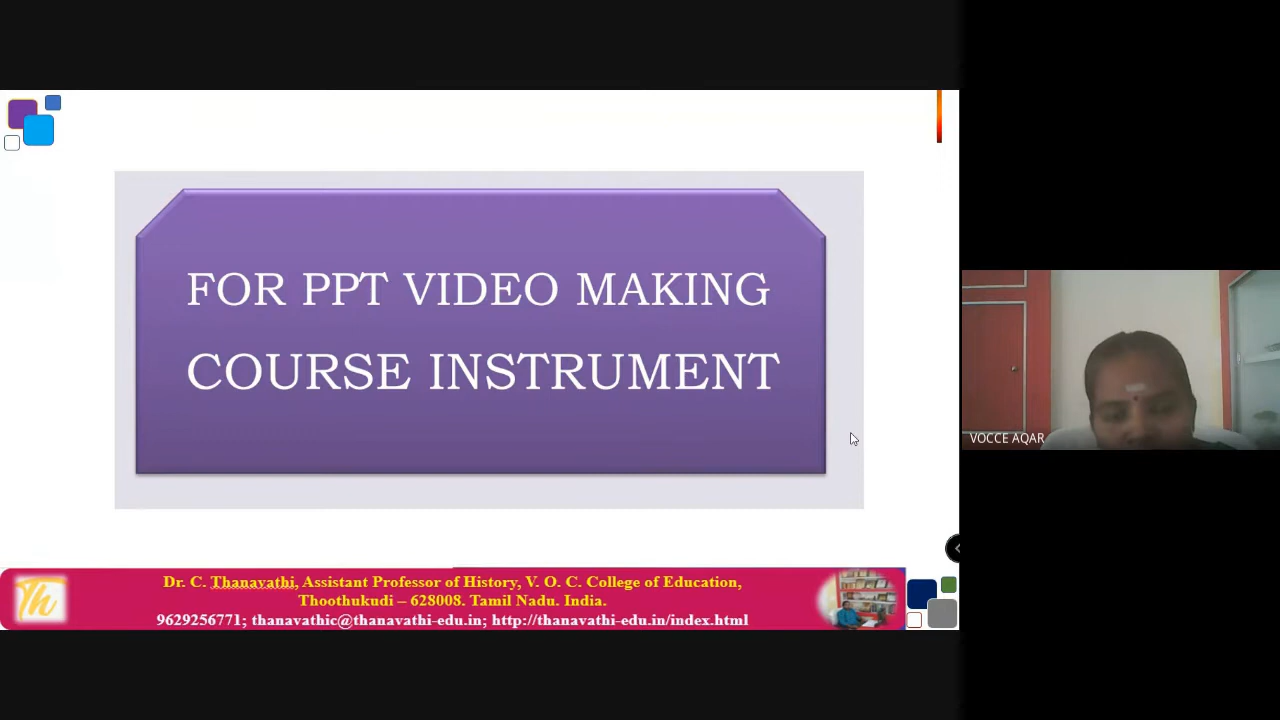 FOR PPT VIDEO MAKING
COURSE INSTRUMENT
VOCCE AQAR
Th
Dr. C. Thanavathi, Assistant Professor of History, V. O. C. College of Education,
Thoothukudi – 628008. Tamil Nadu. India.
9629256771; thanavathic@thanavathi-edu.in; http://thanavathi-edu.in/index.html